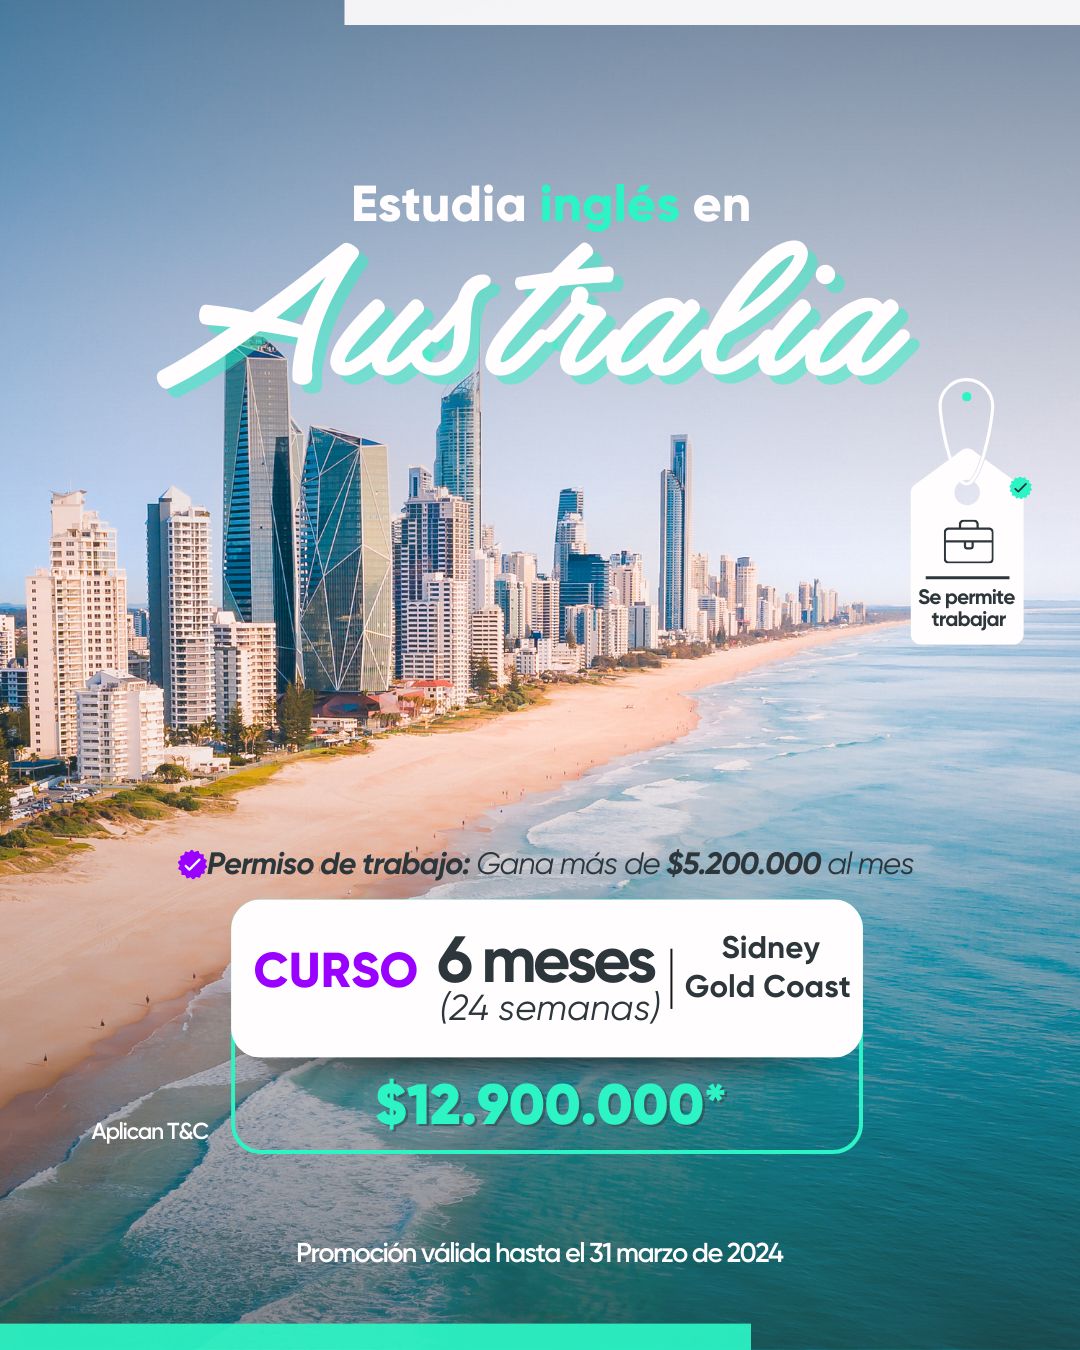 Estudia inglés en
Australia
Se permite
trabajar
Permiso de trabajo: Gana más de $5.200.000 al mes
CURSO
6 meses
(24 semanas)
Sidney
Gold Coast
$12.900.000*
Aplican T&C
Promoción válida hasta el 31 marzo de 2024